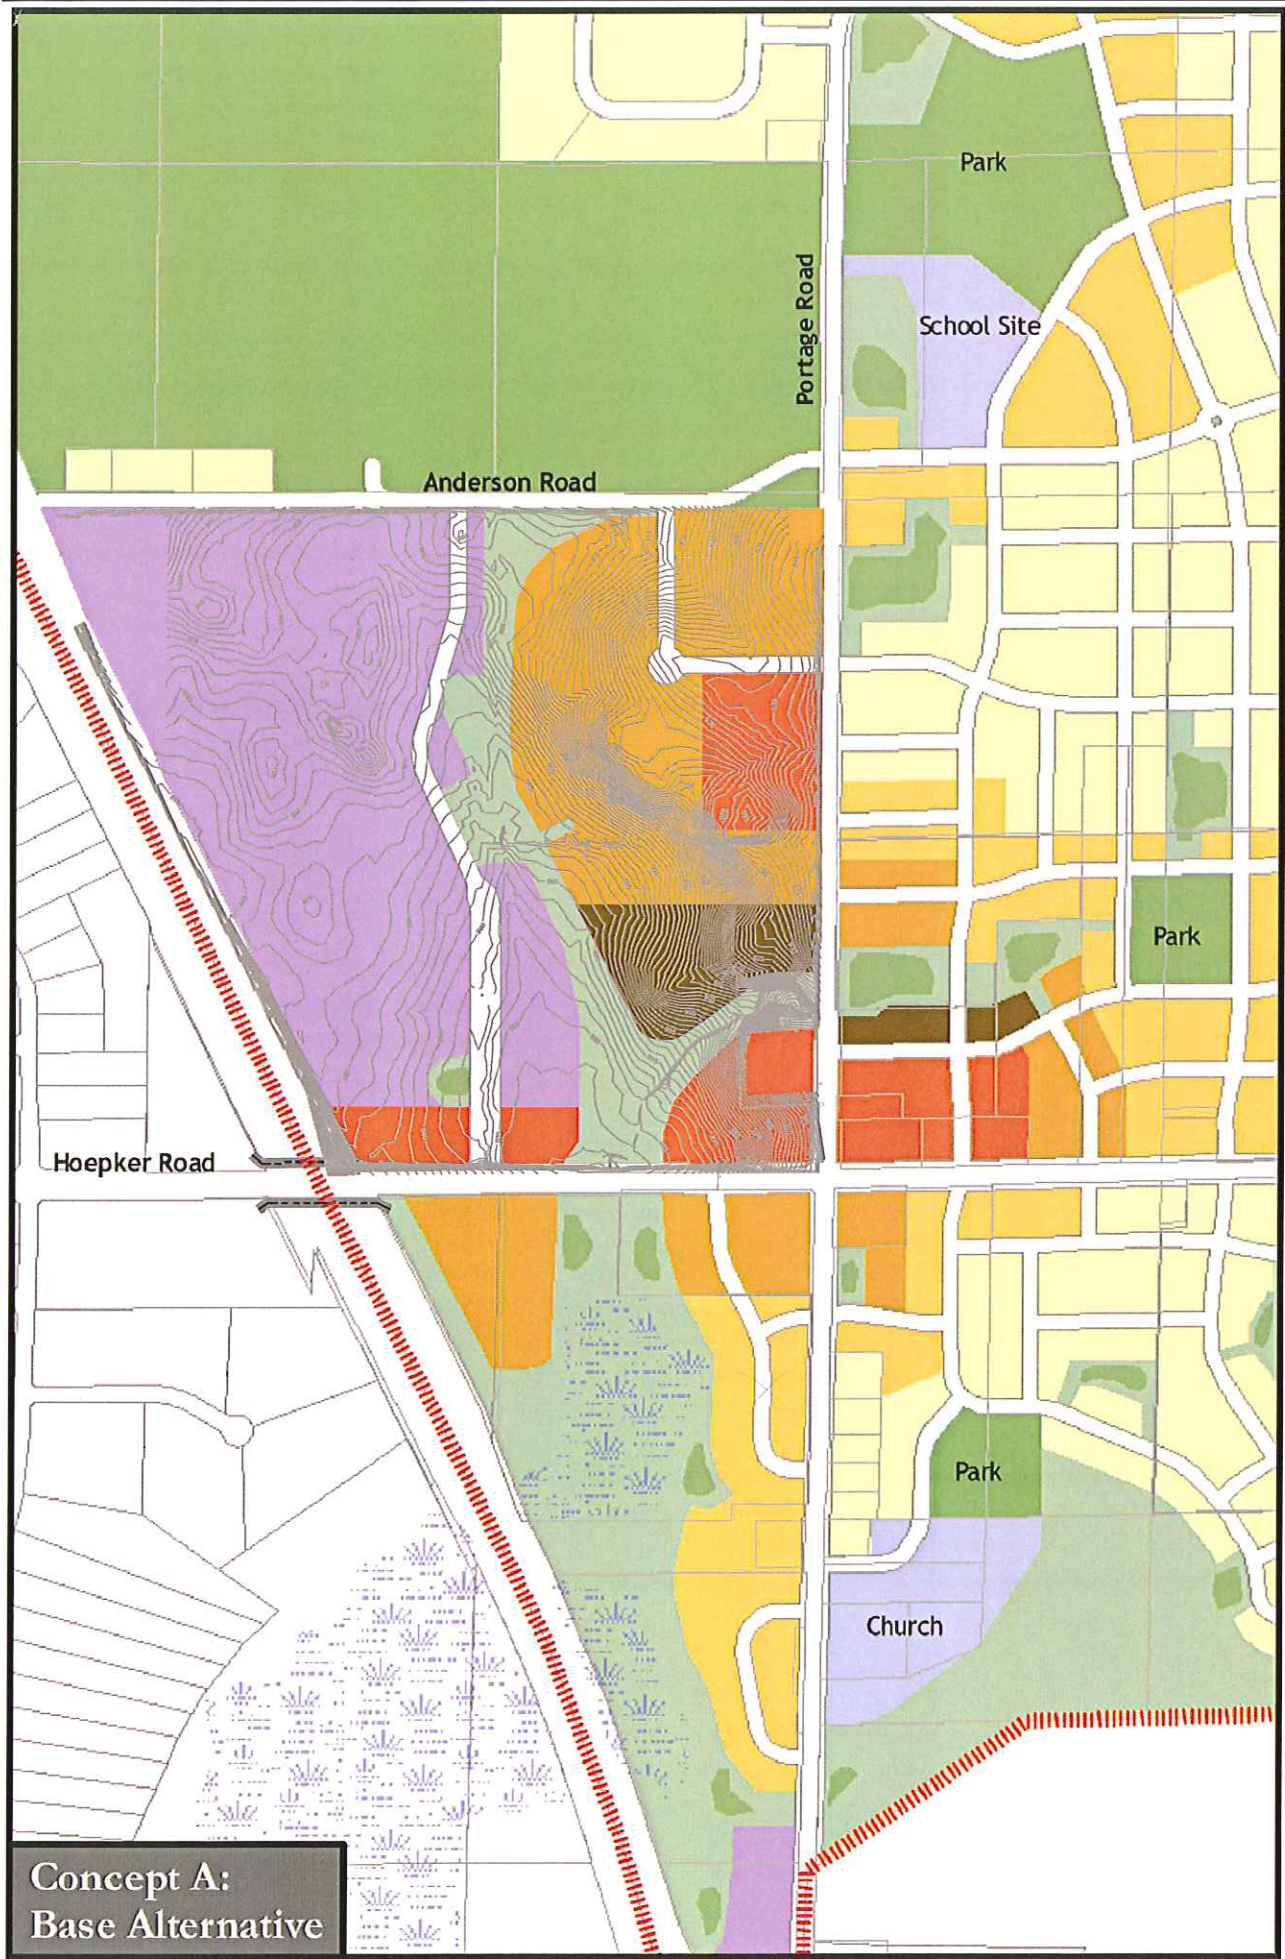 Park
Portage Road
School Site
Anderson Road
Park
Hoepker Road
Park
Church
Concept A:
Base Alternative